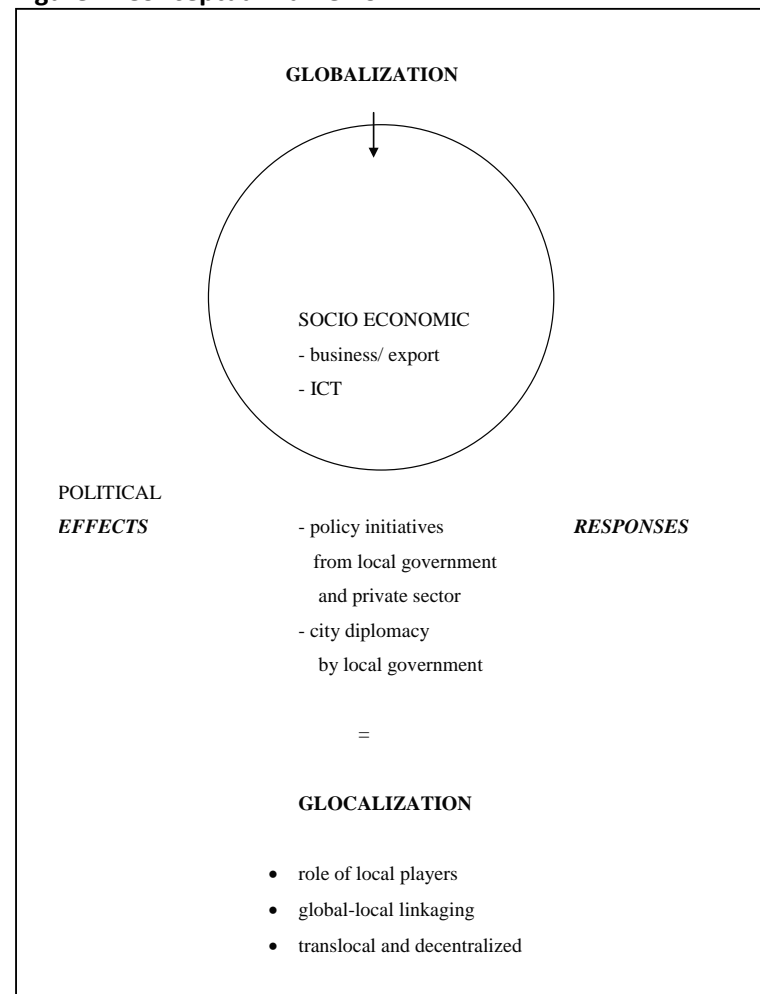 GLOBALIZATION
SOCIO ECONOMIC
- business/ export
- ICT
POLITICAL
EFFECTS - policy initiatives RESPONSES
from local government
and private sector
- city diplomacy
by local government
=
GLOCALIZATION
• role of local players
• global-local linkaging
• translocal and decentralized